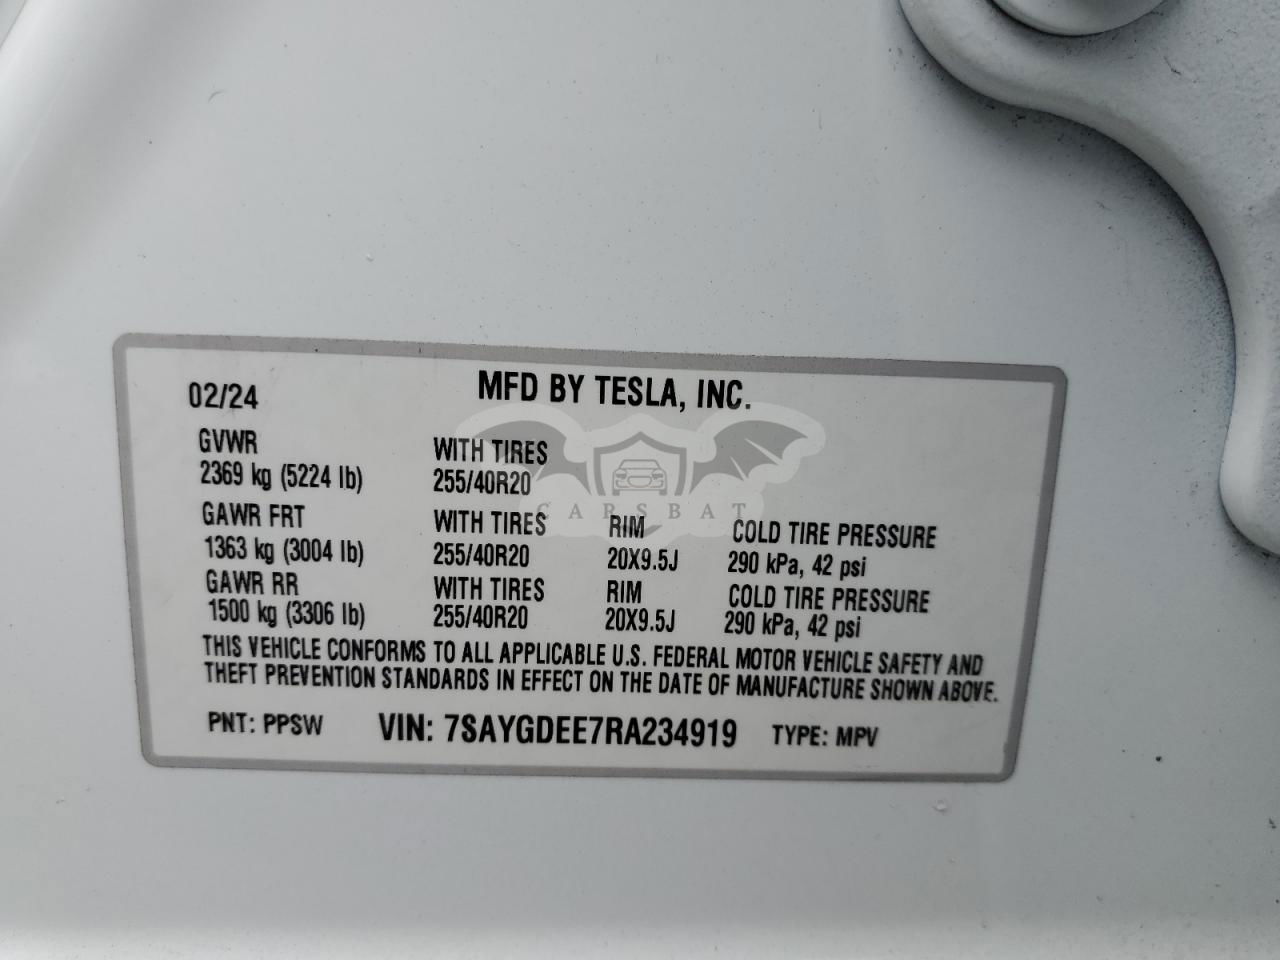 02/24 MFD BY TESLA, INC.
GVWR WITH TIRES
2369 kg (5224 lb) 255/40R20
CARSBAT
GAWR FRT WITH TIRES RIM COLD TIRE PRESSURE
1363 kg (3004 lb) 255/40R20 20X9.5J 290 kPa, 42 psi
GAWR RR WITH TIRES RIM COLD TIRE PRESSURE
1500 kg (3306 lb) 255/40R20 20X9.5J 290 kPa, 42 psi
THIS VEHICLE CONFORMS TO ALL APPLICABLE U.S. FEDERAL MOTOR VEHICLE SAFETY AND
THEFT PREVENTION STANDARDS IN EFFECT ON THE DATE OF MANUFACTURE SHOWN ABOVE.
PNT: PPSW VIN: 7SAYGDEE7RA234919 TYPE: MPV